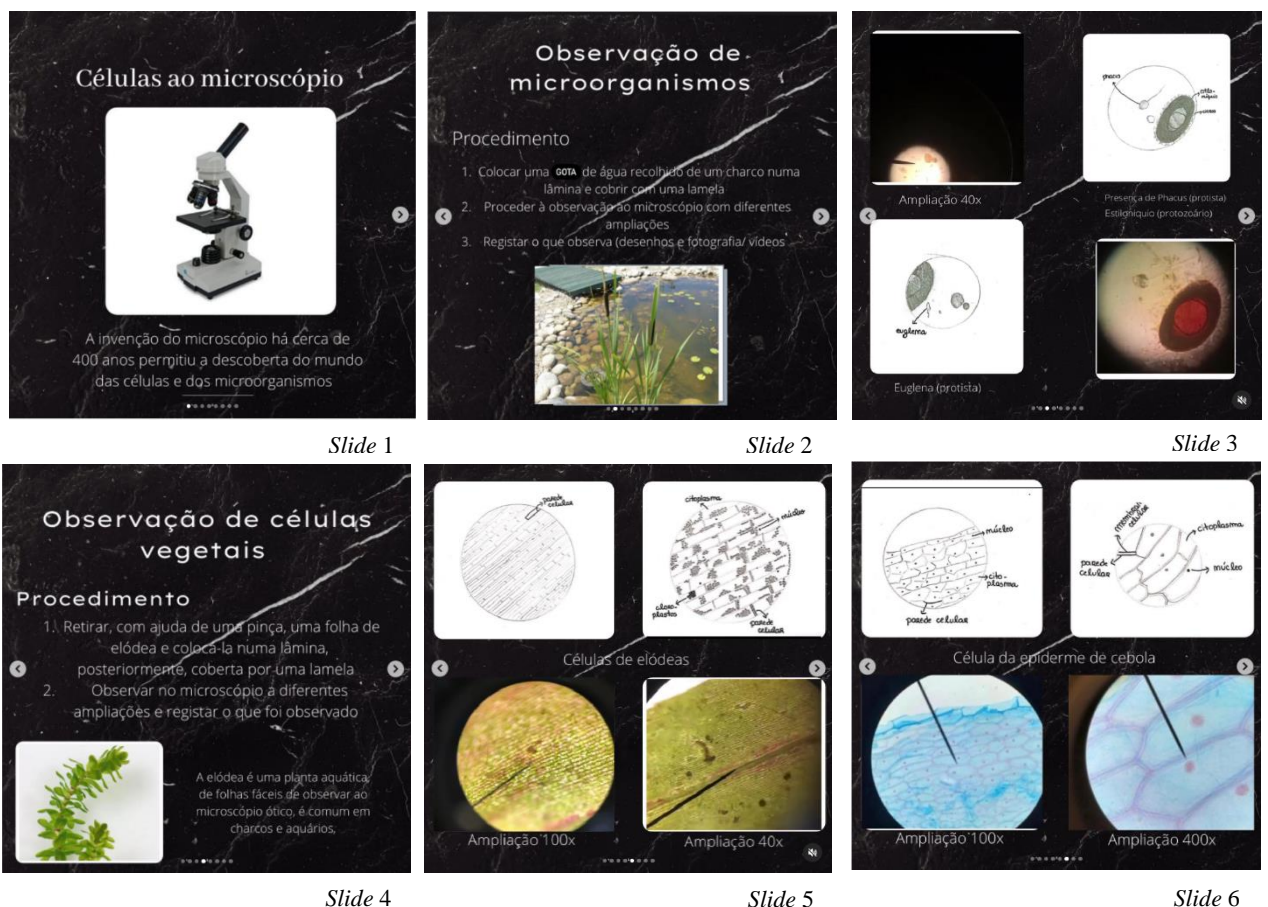 Células ao microscópio
A invenção do microscópio há cerca de
400 anos permitiu a descoberta do mundo
das células e dos microorganismos
Slide 1
Observação de
microorganismos
Procedimento
1. Colocar uma GOTA de água recolhido de um charco numa
lâmina e cobrir com uma lamela
2. Proceder à observação ao microscópio com diferentes
ampliações
3. Registar o que observa (desenhos e fotografia/ vídeos
Slide 2
phacus
Ampliação 40x
Presença de Phacus (protista)
Estilgniquio (protozoário)
euglena
Euglena (protista)
Slide 3
Observação de células
vegetais
Procedimento
1. Retirar, com ajuda de uma pinça, uma folha de
elódea e colocá-la numa lâmina,
posteriormente, coberta por uma lamela
2. Observar no microscópio a diferentes
ampliações e registar o que foi observado
A elódea é uma planta aquática,
de folhas fáceis de observar ao
microscópio ótico, é comum em
charcos e aquários,
Slide 4
parede
celular
citoplasma
núcleo
cloro-
plastos
parede
celular
Células de elódeas
Ampliação 100x
Ampliação 40x
Slide 5
núcleo
cito-
plasma
parede celular
membrana
celular
citoplasma
parede
celular
núcleo
Célula da epiderme de cebola
Ampliação 100x
Ampliação 400x
Slide 6